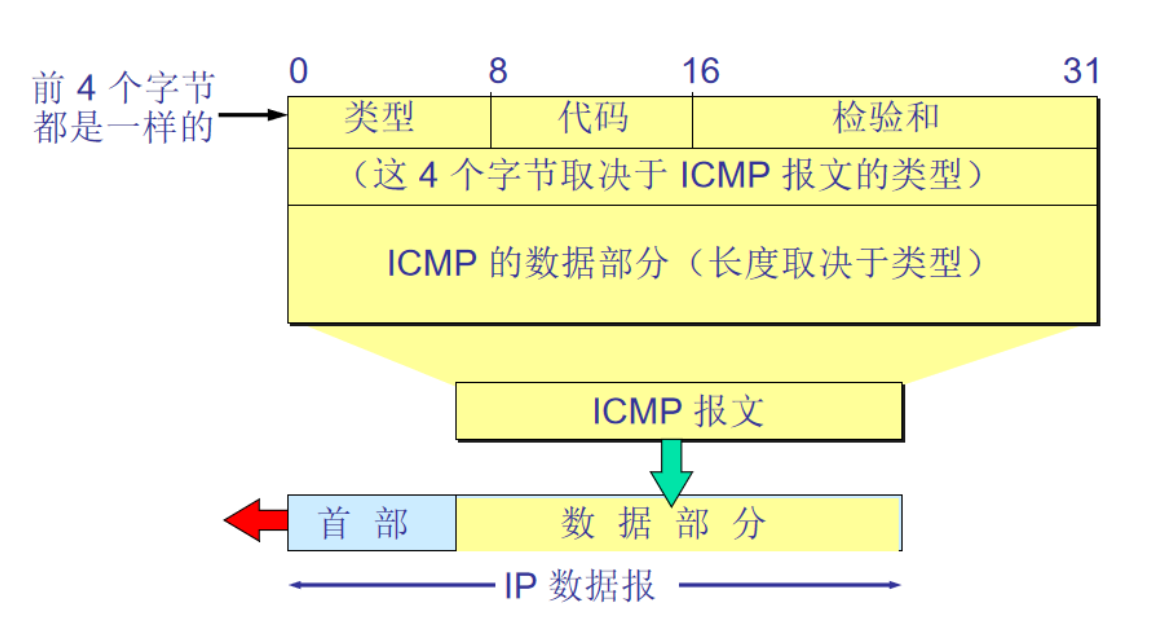 0 8 16 31
前 4 个字节
都是一样的
类型 代码 检验和
（这 4 个字节取决于 ICMP 报文的类型）
ICMP 的数据部分（长度取决于类型）
ICMP 报文
首 部 数 据 部 分
IP 数据报